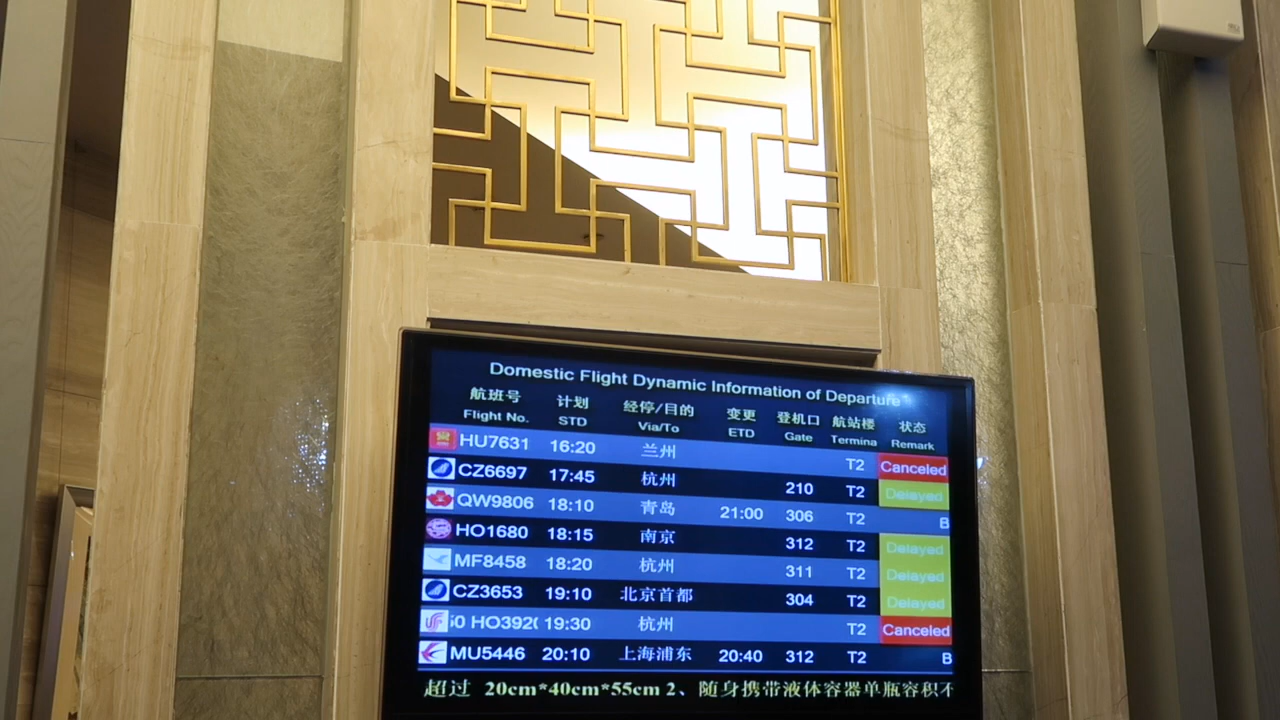 Domestic Flight Dynamic Information of Departure
航班号 计划 经停/目的 变更 登机口 航站楼 状态
Flight No. STD Via/To ETD Gate Termina Remark
HU7631 16:20 兰州 T2 Canceled
CZ6697 17:45 杭州 210 T2 Delayed
QW9806 18:10 青岛 21:00 306 T2 B
HO1680 18:15 南京 312 T2 Delayed
MF8458 18:20 杭州 311 T2 Delayed
CZ3653 19:10 北京首都 304 T2 Delayed
HO392 19:30 杭州 T2 Canceled
MU5446 20:10 上海浦东 20:40 312 T2 B
超过 20cm*40cm*55cm 2、随身携带液体容器单瓶容积不